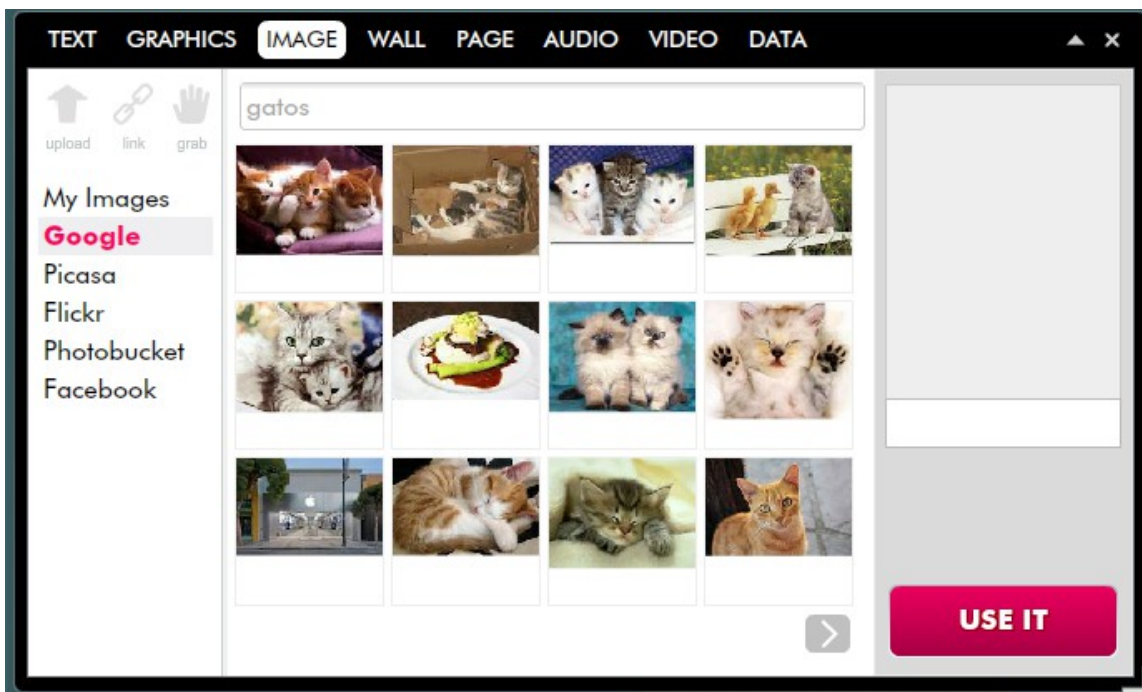 TEXT GRAPHICS IMAGE WALL PAGE AUDIO VIDEO DATA
upload link grab
My Images
Google
Picasa
Flickr
Photobucket
Facebook
gatos
USE IT